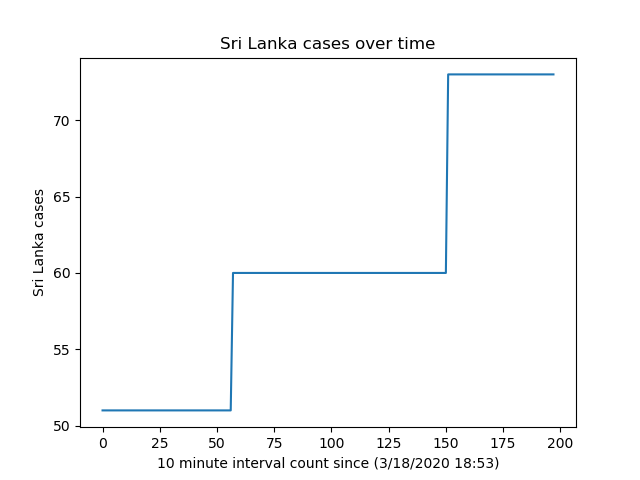 Sri Lanka cases over time
Sri Lanka cases
70
65
60
55
50
0 25 50 75 100 125 150 175 200
10 minute interval count since (3/18/2020 18:53)